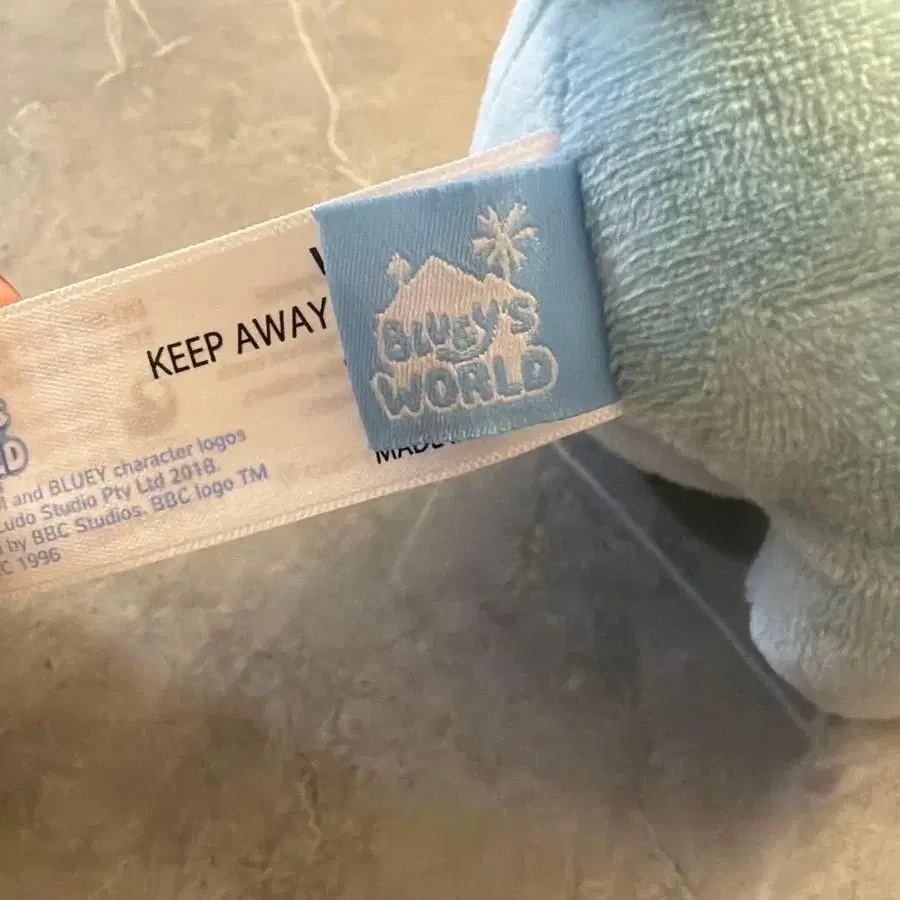 KEEP AWAY
BLUEY'S
WORLD
MADE
and BLUEY character logos
Ludo Studio Pty Ltd 2018.
by BBC Studios. BBC logo TM
1996